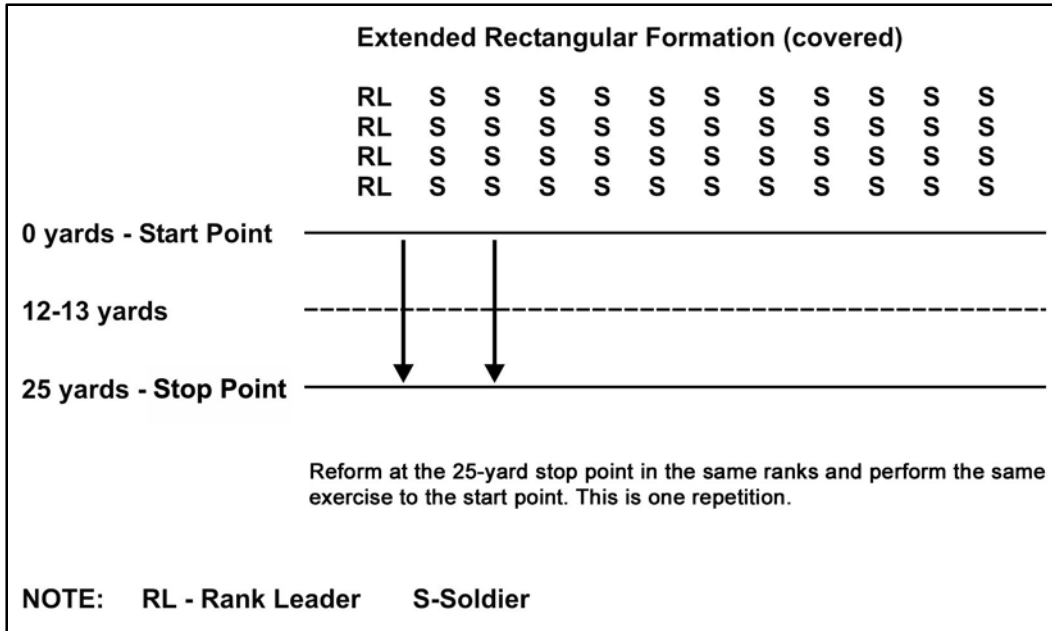 Extended Rectangular Formation (covered)
RL S S S S S S S S S S S
RL S S S S S S S S S S S
RL S S S S S S S S S S S
RL S S S S S S S S S S S
0 yards - Start Point
12-13 yards
25 yards - Stop Point
Reform at the 25-yard stop point in the same ranks and perform the same
exercise to the start point. This is one repetition.
NOTE: RL - Rank Leader S-Soldier